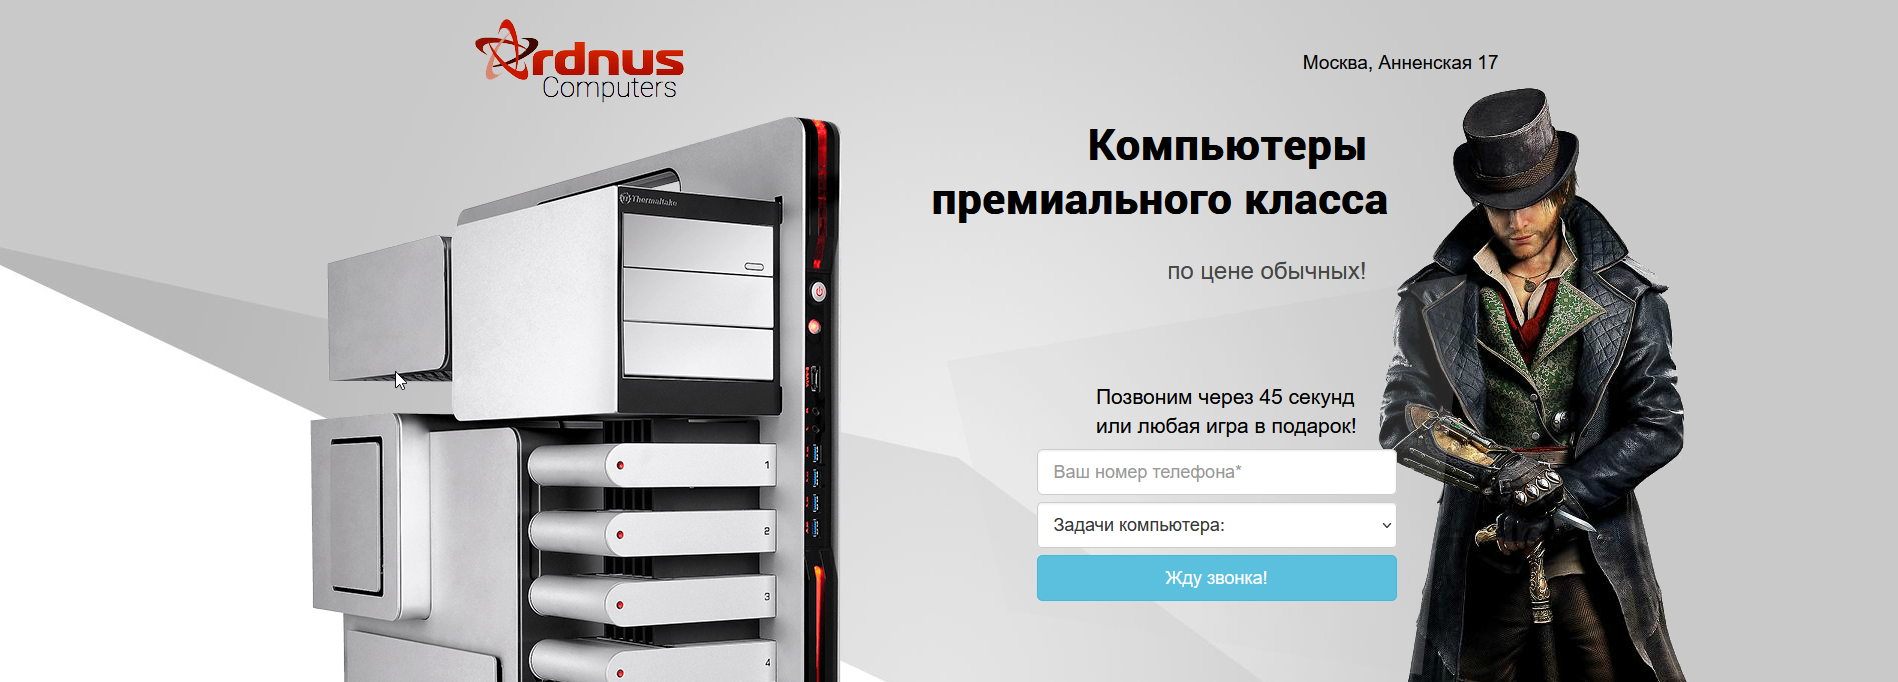 Ardnus
Computers
Москва, Анненская 17
Компьютеры
премиального класса
по цене обычных!
Thermaltake
Позвоним через 45 секунд
или любая игра в подарок!
Ваш номер телефона*
Задачи компьютера:
Жду звонка!
1
2
3
4